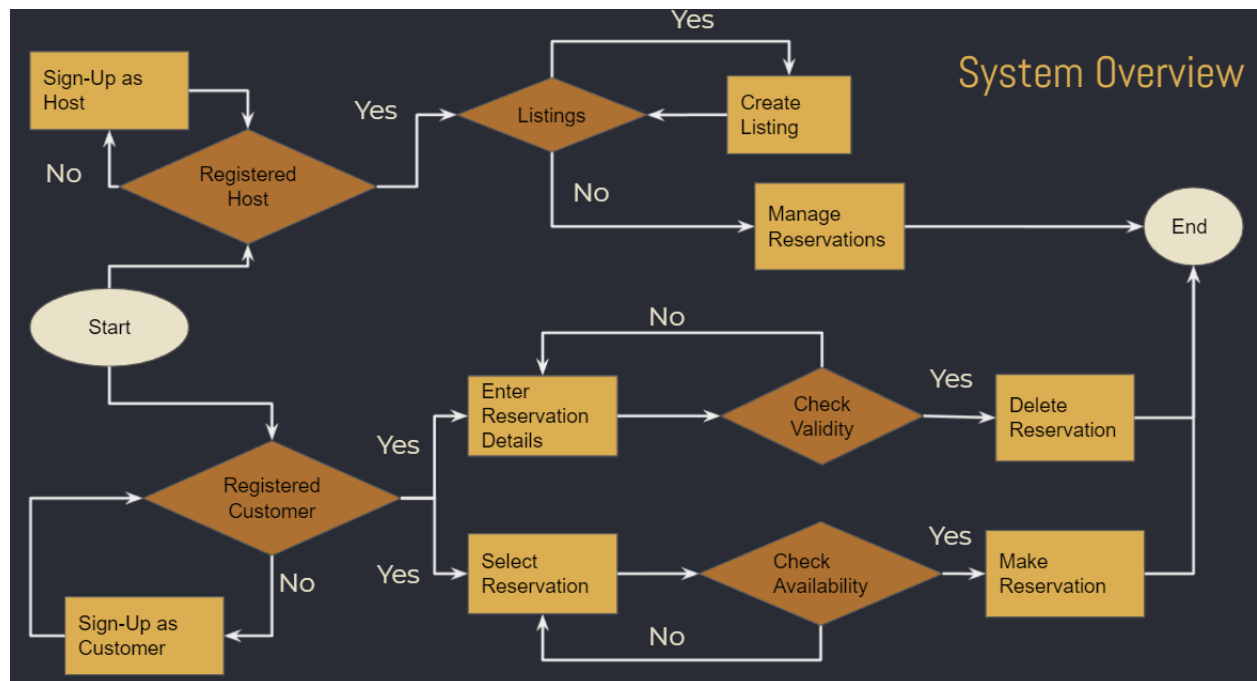 Yes
System Overview
Sign-Up as
Host
Yes
Listings
Create
Listing
No
Registered
Host
No
Manage
Reservations
End
Start
No
Enter
Reservation
Details
Check
Validity
Yes
Delete
Reservation
Yes
Registered
Customer
Yes
Select
Reservation
Check
Availability
Yes
Make
Reservation
No
No
Sign-Up as
Customer